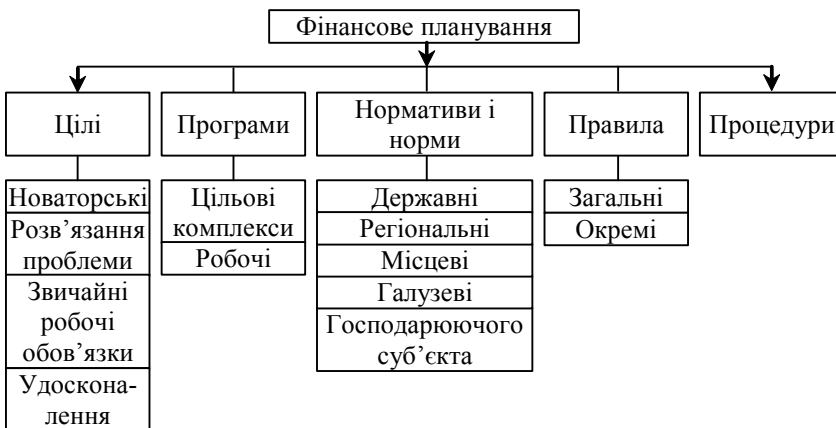 Фінансове планування
Цілі
Програми
Нормативи і
норми
Правила
Процедури
Новаторські
Розв’язання
проблеми
Звичайні
робочі
обов’язки
Удоскона-
лення
Цільові
комплекси
Робочі
Державні
Регіональні
Місцеві
Галузеві
Господарюючого
суб’єкта
Загальні
Окремі